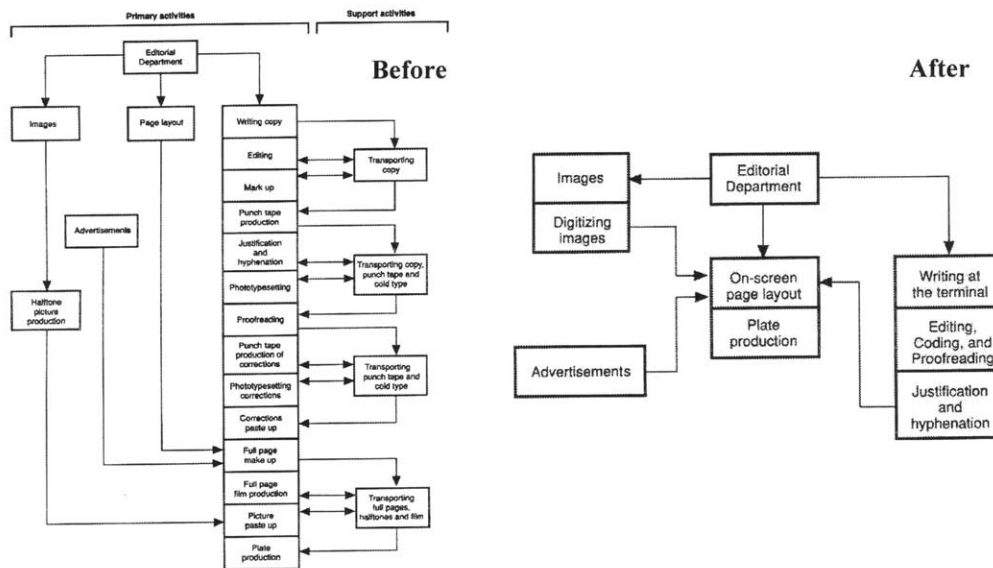 Primary activities
Support activities
Before
Editorial
Department
Images
Page layout
Writing copy
Editing
Mark up
Punch tape
production
Justification
and
hyphenation
Phototypesetting
Proofreading
Punch tape
production of
corrections
Phototypesetting
corrections
Corrections
paste up
Full page
make up
Full page
film production
Picture
paste up
Plate
production
Transporting
copy
Transporting copy,
punch tape and
cold type
Transporting
punch tape and
cold type
Transporting
full pages,
halftones and film
Advertisements
Halftone
picture
production
After
Images
Digitizing
images
Editorial
Department
On-screen
page layout
Plate
production
Advertisements
Writing at
the terminal
Editing,
Coding, and
Proofreading
Justification
and
hyphenation